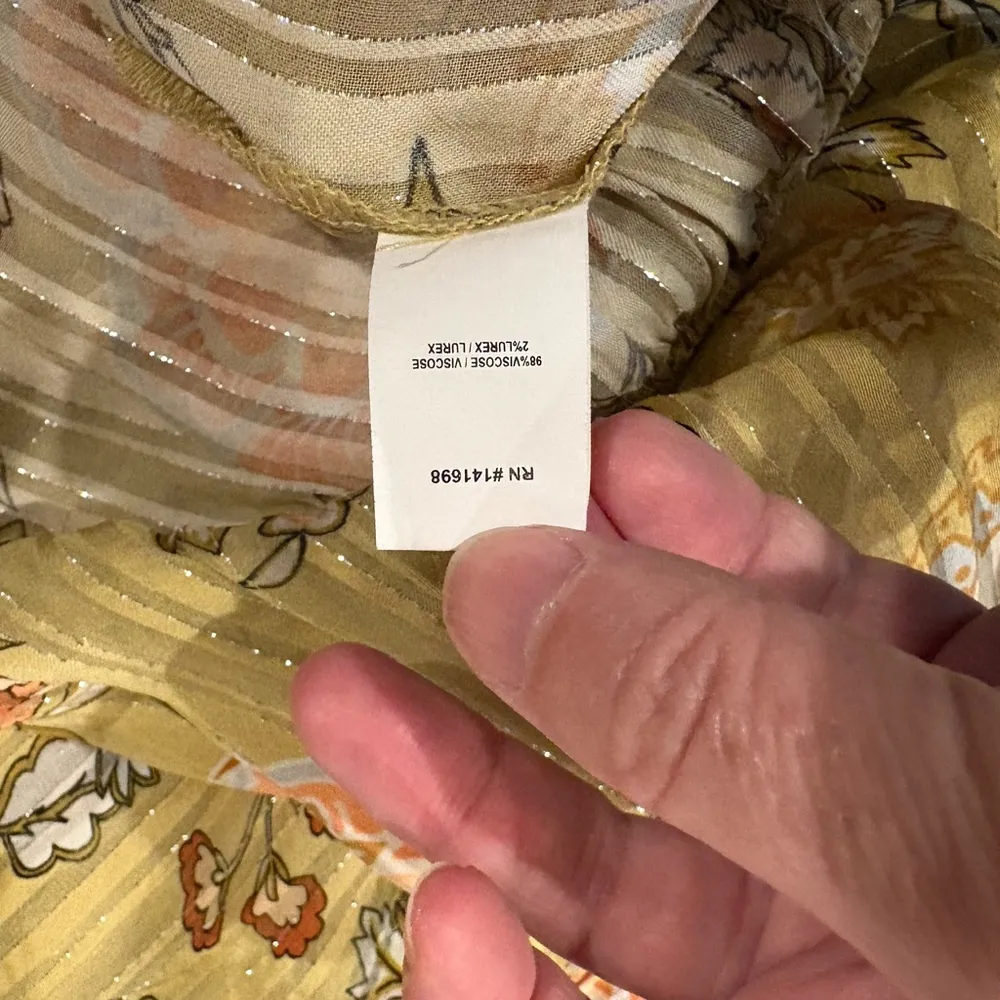 RN #141698
98%VISCOSE / VISCOSE
2%LUREX / LUREX